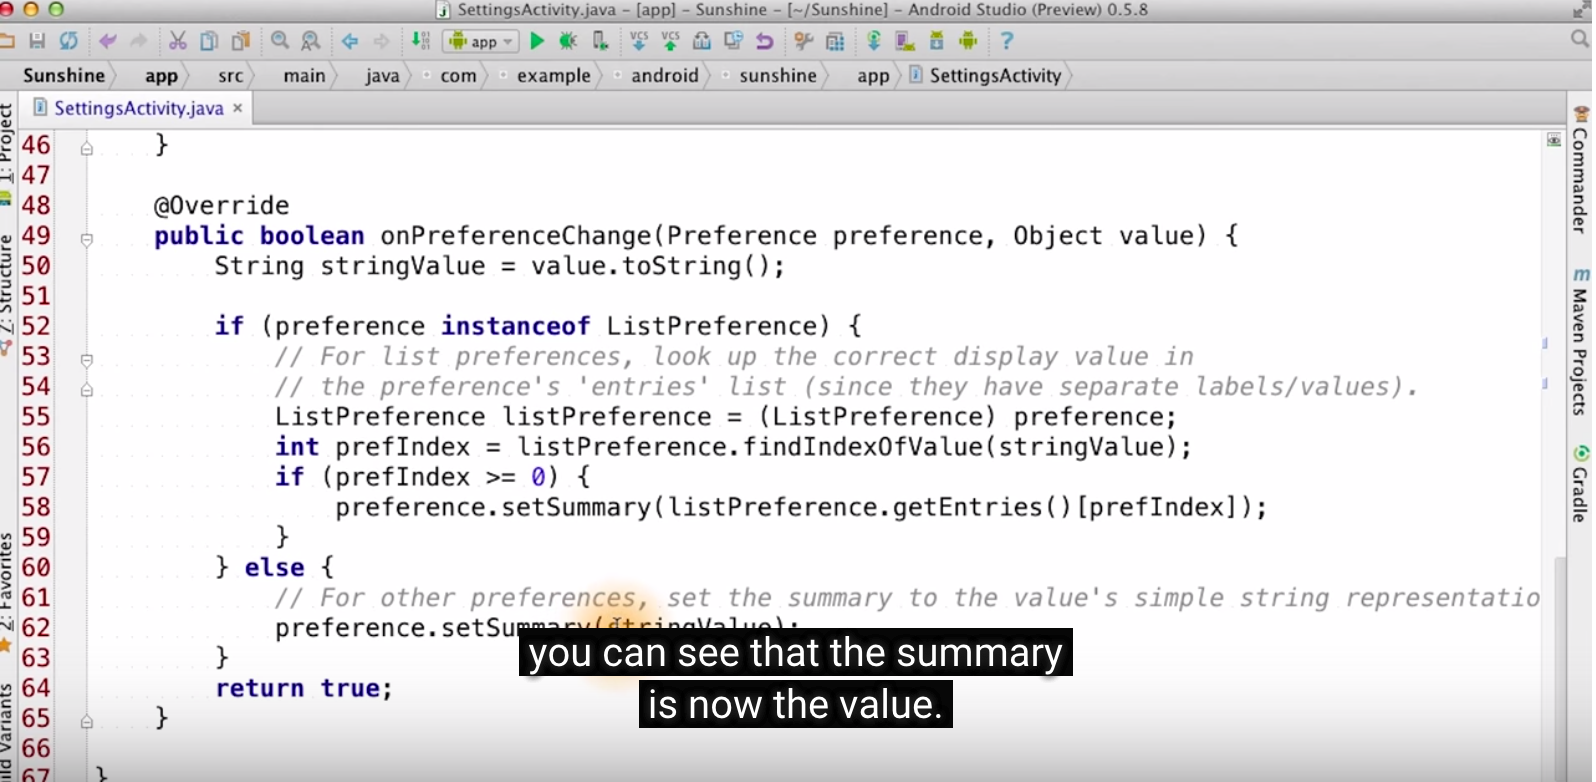 SettingsActivity.java – [app] – Sunshine – [~/Sunshine] – Android Studio (Preview) 0.5.8
app
VCS VCS
?
Sunshine app src main java com example android sunshine app SettingsActivity
SettingsActivity.java ×
1: Project
Z: Structure
2: Favorites
Variants
Commander
m Maven Projects
Gradle
46 }
47
48 @Override
49 public boolean onPreferenceChange(Preference preference, Object value) {
50 String stringValue = value.toString();
51
52 if (preference instanceof ListPreference) {
53 // For list preferences, look up the correct display value in
54 // the preference's 'entries' list (since they have separate labels/values).
55 ListPreference listPreference = (ListPreference) preference;
56 int prefIndex = listPreference.findIndexOfValue(stringValue);
57 if (prefIndex >= 0) {
58 preference.setSummary(listPreference.getEntries()[prefIndex]);
59 }
60 } else {
61 // For other preferences, set the summary to the value's simple string representatio
62 preference.setSummary(stringValue);
63 }
64 return true;
65 }
66
67 }
you can see that the summary
is now the value.